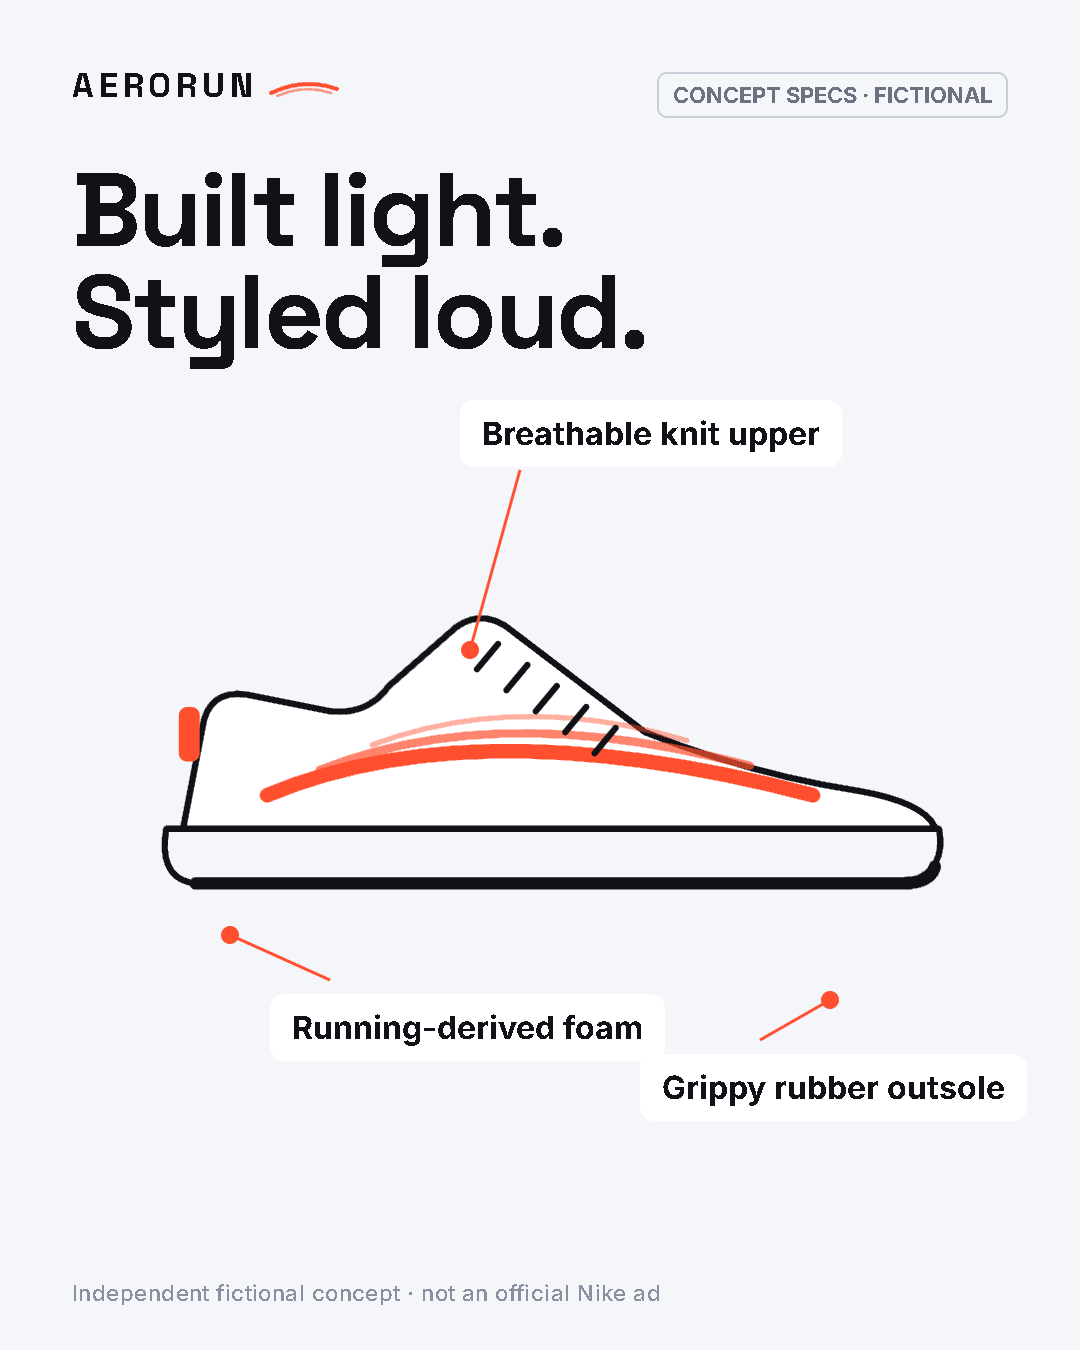 AERORUN
CONCEPT SPECS · FICTIONAL
Built light.
Styled loud.
Breathable knit upper
Running-derived foam
Grippy rubber outsole
Independent fictional concept · not an official Nike ad